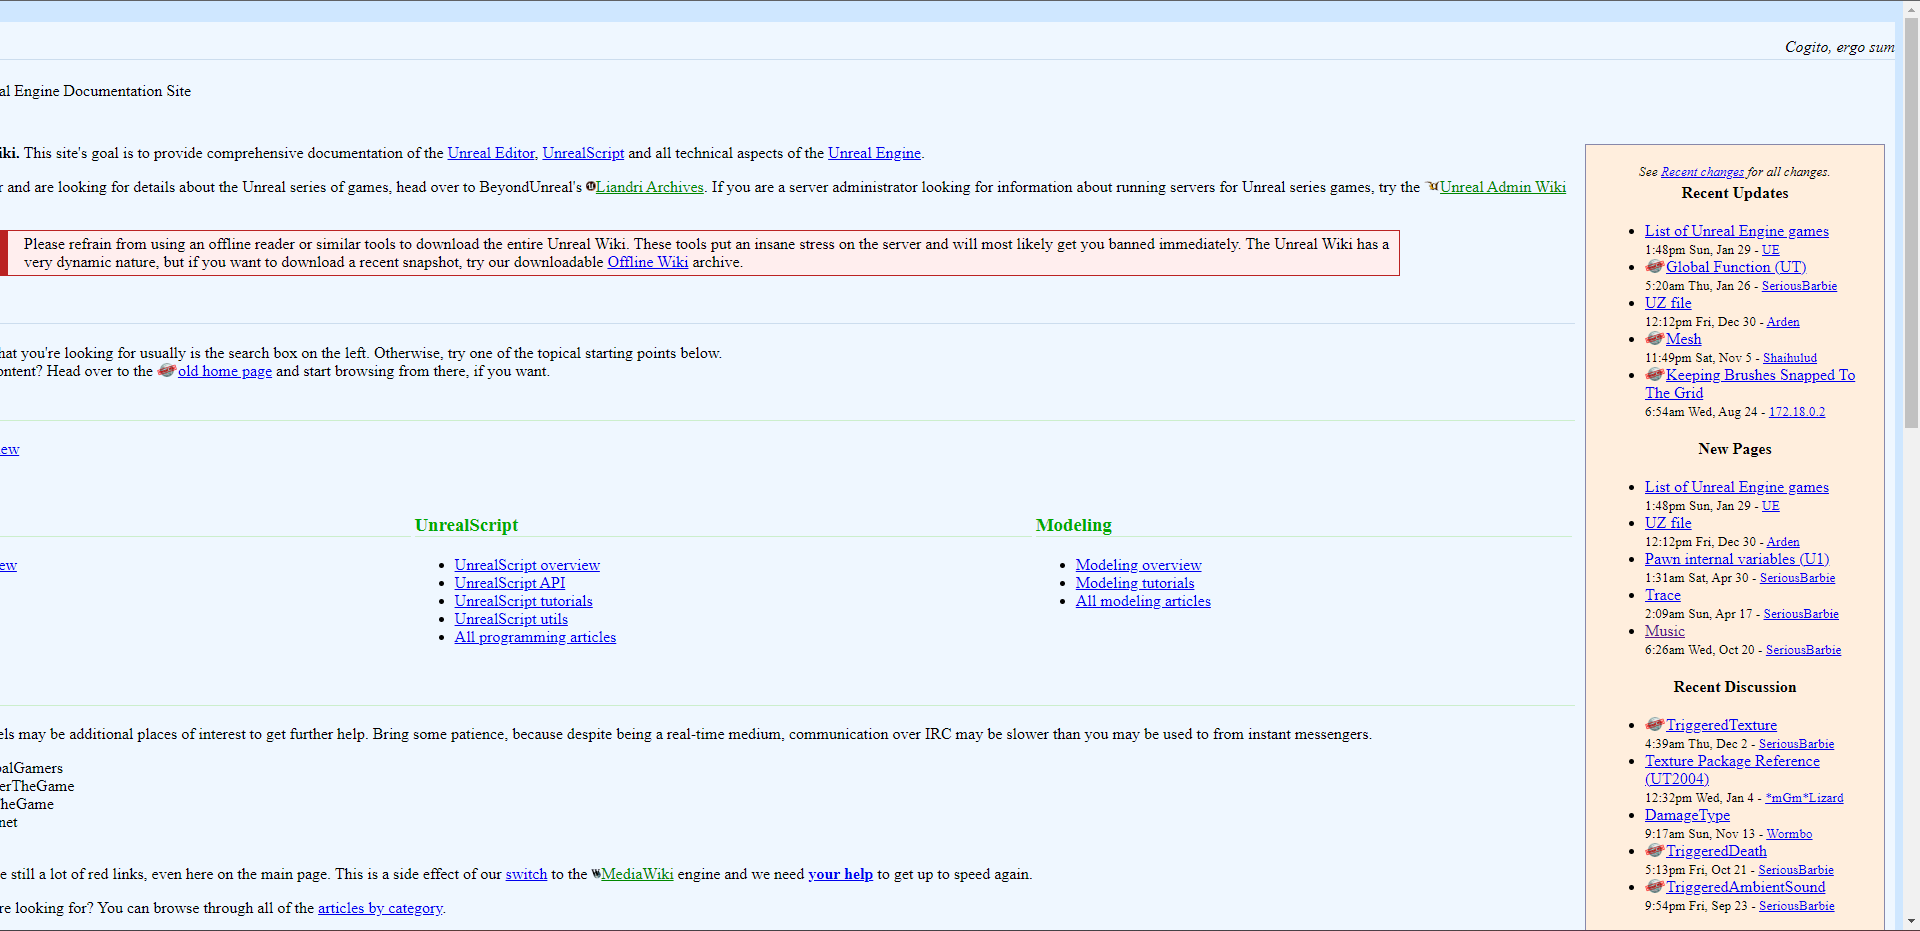 Cogito, ergo sum
al Engine Documentation Site
iki. This site's goal is to provide comprehensive documentation of the Unreal Editor, UnrealScript and all technical aspects of the Unreal Engine.
r and are looking for details about the Unreal series of games, head over to BeyondUnreal's Liandri Archives. If you are a server administrator looking for information about running servers for Unreal series games, try the Unreal Admin Wiki
Please refrain from using an offline reader or similar tools to download the entire Unreal Wiki. These tools put an insane stress on the server and will most likely get you banned immediately. The Unreal Wiki has a
very dynamic nature, but if you want to download a recent snapshot, try our downloadable Offline Wiki archive.
hat you're looking for usually is the search box on the left. Otherwise, try one of the topical starting points below.
ontent? Head over to the old home page and start browsing from there, if you want.
ew
ew
UnrealScript
UnrealScript overview
UnrealScript API
UnrealScript tutorials
UnrealScript utils
All programming articles
Modeling
Modeling overview
Modeling tutorials
All modeling articles
els may be additional places of interest to get further help. Bring some patience, because despite being a real-time medium, communication over IRC may be slower than you may be used to from instant messengers.
balGamers
erTheGame
TheGame
net
e still a lot of red links, even here on the main page. This is a side effect of our switch to the MediaWiki engine and we need your help to get up to speed again.
re looking for? You can browse through all of the articles by category.
See Recent changes for all changes.
Recent Updates
List of Unreal Engine games
1:48pm Sun, Jan 29 - UE
Global Function (UT)
5:20am Thu, Jan 26 - SeriousBarbie
UZ file
12:12pm Fri, Dec 30 - Arden
Mesh
11:49pm Sat, Nov 5 - Shaihulud
Keeping Brushes Snapped To
The Grid
6:54am Wed, Aug 24 - 172.18.0.2
New Pages
List of Unreal Engine games
1:48pm Sun, Jan 29 - UE
UZ file
12:12pm Fri, Dec 30 - Arden
Pawn internal variables (U1)
1:31am Sat, Apr 30 - SeriousBarbie
Trace
2:09am Sun, Apr 17 - SeriousBarbie
Music
6:26am Wed, Oct 20 - SeriousBarbie
Recent Discussion
TriggeredTexture
4:39am Thu, Dec 2 - SeriousBarbie
Texture Package Reference
(UT2004)
12:32pm Wed, Jan 4 - *mGm*Lizard
DamageType
9:17am Sun, Nov 13 - Wormbo
TriggeredDeath
5:13pm Fri, Oct 21 - SeriousBarbie
TriggeredAmbientSound
9:54pm Fri, Sep 23 - SeriousBarbie